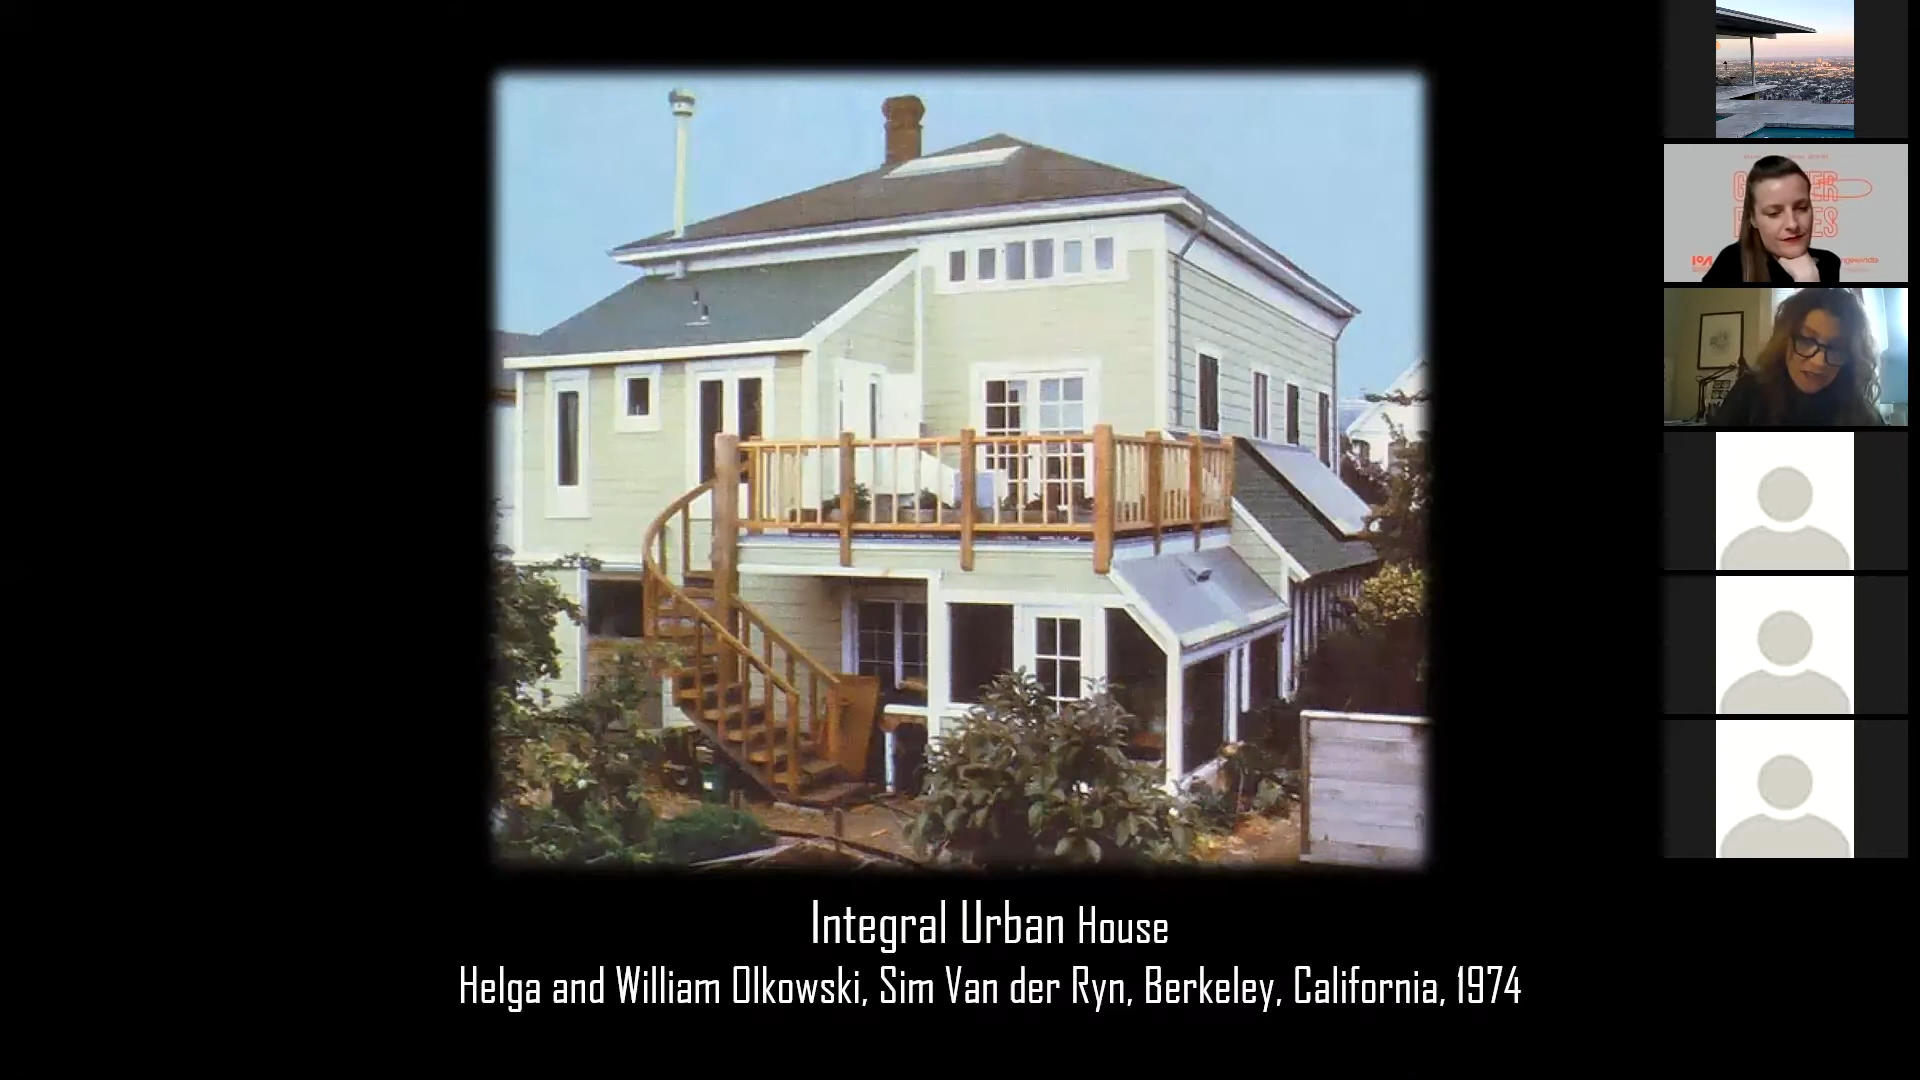 Integral Urban House
Helga and William Olkowski, Sim Van der Ryn, Berkeley, California, 1974